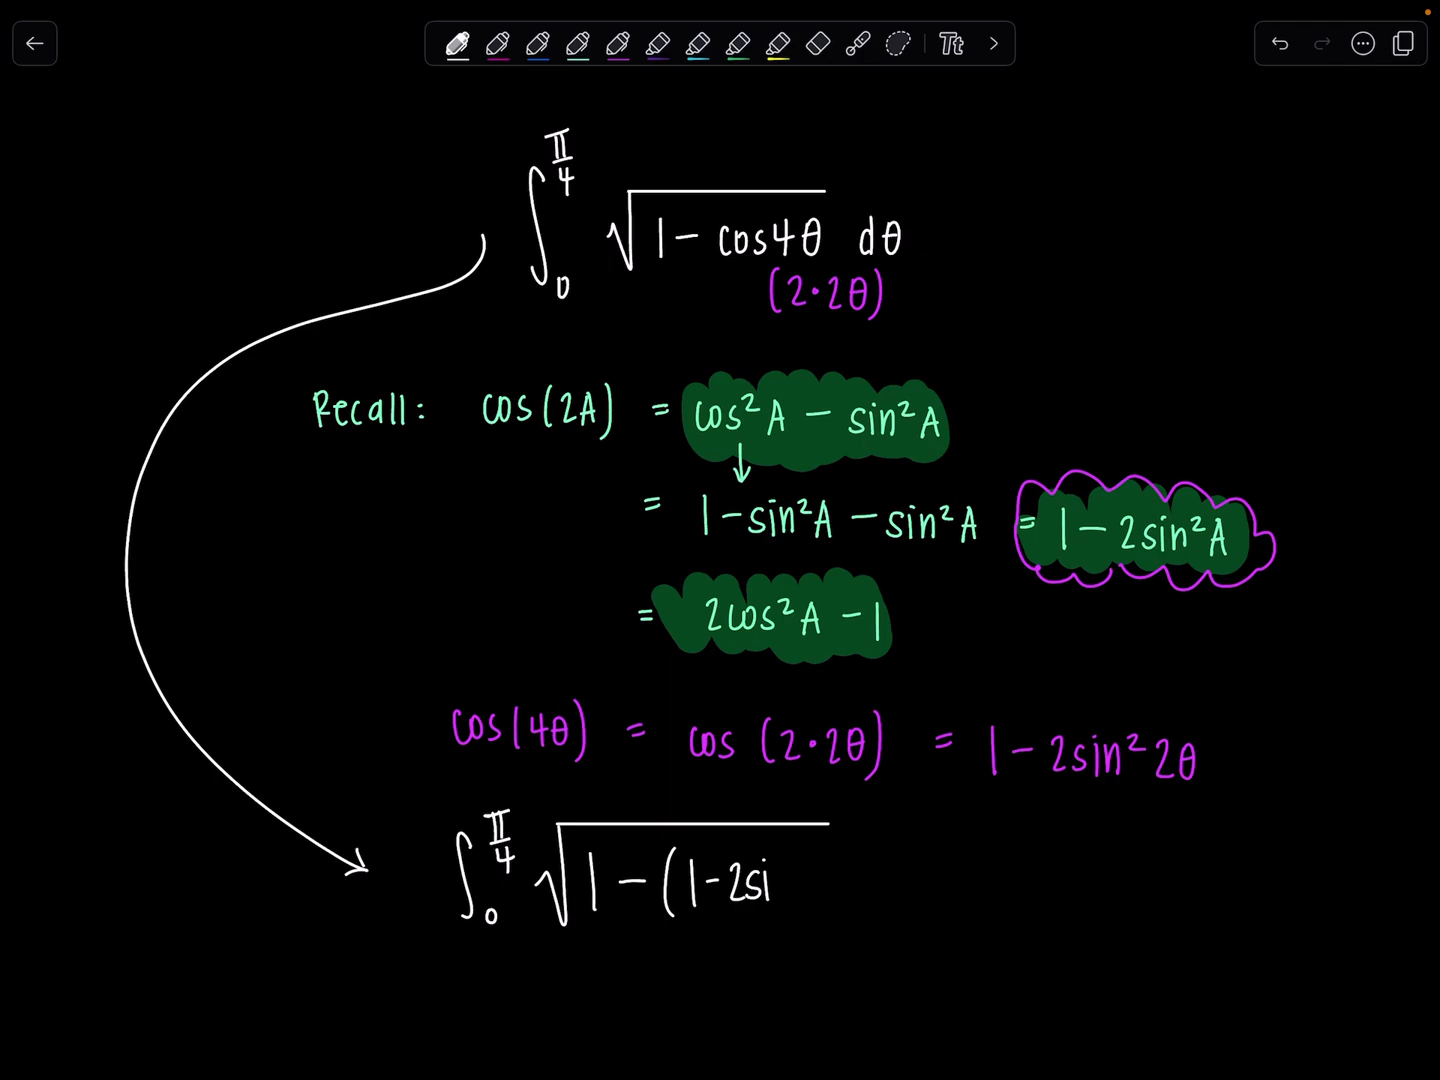 Tt
∫₀^(π/4) √(1 - cos4θ) dθ
(2·2θ)
Recall: cos(2A) = cos²A - sin²A
↓
= 1-sin²A - sin²A = 1 - 2sin²A
= 2cos²A - 1
cos(4θ) = cos(2·2θ) = 1 - 2sin²2θ
∫₀^(π/4) √(1 - (1-2si